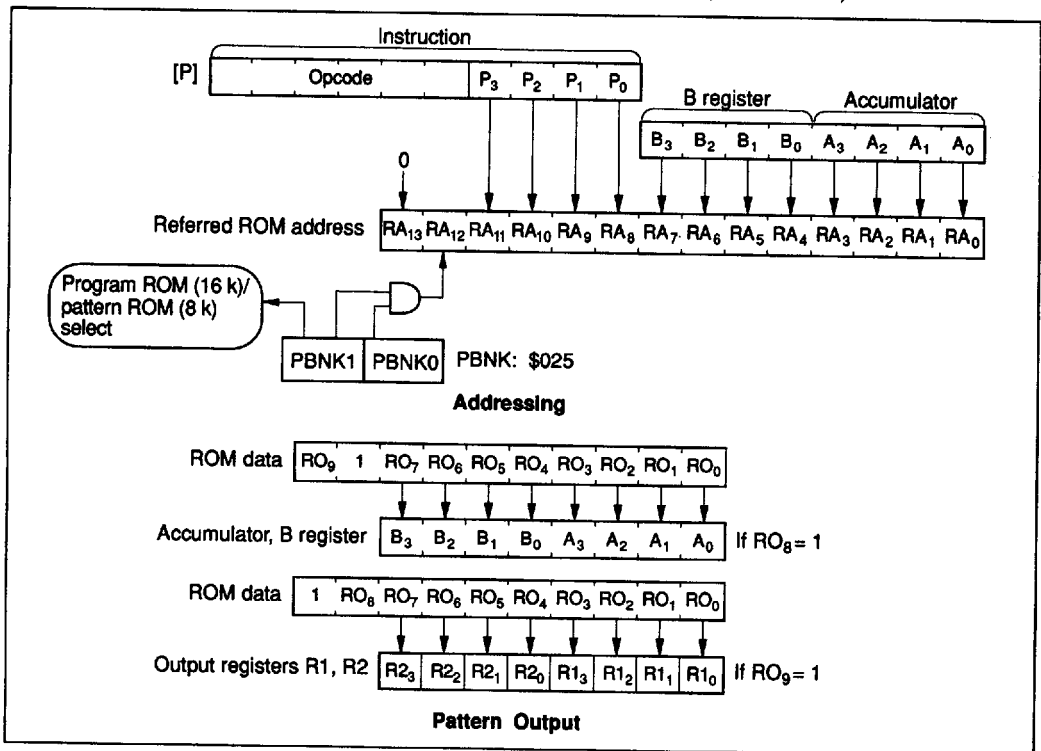 Instruction
[P] Opcode P3 P2 P1 P0
B register Accumulator
B3 B2 B1 B0 A3 A2 A1 A0
0
Referred ROM address RA13 RA12 RA11 RA10 RA9 RA8 RA7 RA6 RA5 RA4 RA3 RA2 RA1 RA0
Program ROM (16 k)/
pattern ROM (8 k)
select
PBNK1 PBNK0 PBNK: $025
Addressing
ROM data RO9 1 RO7 RO6 RO5 RO4 RO3 RO2 RO1 RO0
Accumulator, B register B3 B2 B1 B0 A3 A2 A1 A0 If RO8 = 1
ROM data 1 RO8 RO7 RO6 RO5 RO4 RO3 RO2 RO1 RO0
Output registers R1, R2 R23 R22 R21 R20 R13 R12 R11 R10 If RO9 = 1
Pattern Output